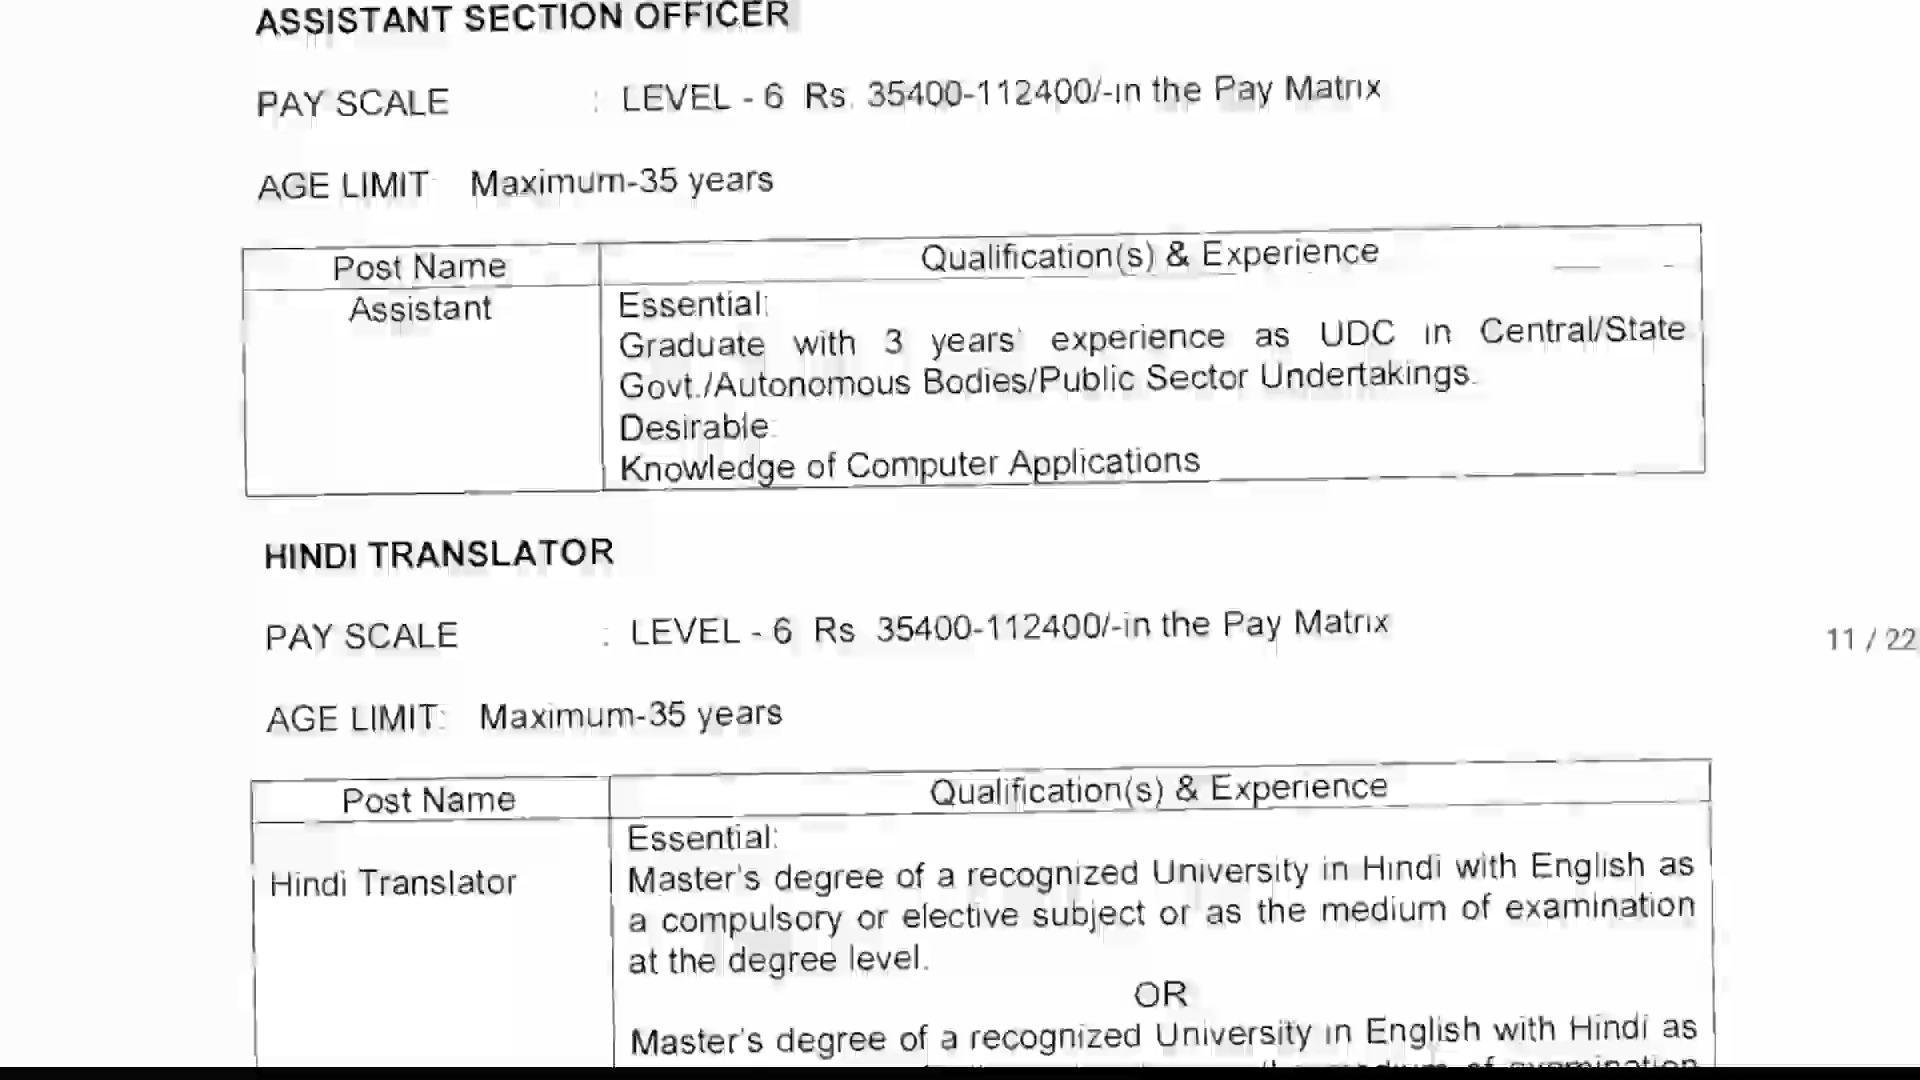 ASSISTANT SECTION OFFICER
PAY SCALE : LEVEL - 6 Rs. 35400-112400/-in the Pay Matrix
AGE LIMIT: Maximum-35 years
Post Name Qualification(s) & Experience
Assistant Essential:
Graduate with 3 years' experience as UDC in Central/State
Govt./Autonomous Bodies/Public Sector Undertakings.
Desirable:
Knowledge of Computer Applications
HINDI TRANSLATOR
PAY SCALE : LEVEL - 6 Rs 35400-112400/-in the Pay Matrix
11 / 22
AGE LIMIT: Maximum-35 years
Post Name Qualification(s) & Experience
Essential:
Hindi Translator Master's degree of a recognized University in Hindi with English as
a compulsory or elective subject or as the medium of examination
at the degree level.
OR
Master's degree of a recognized University in English with Hindi as
medium of examination